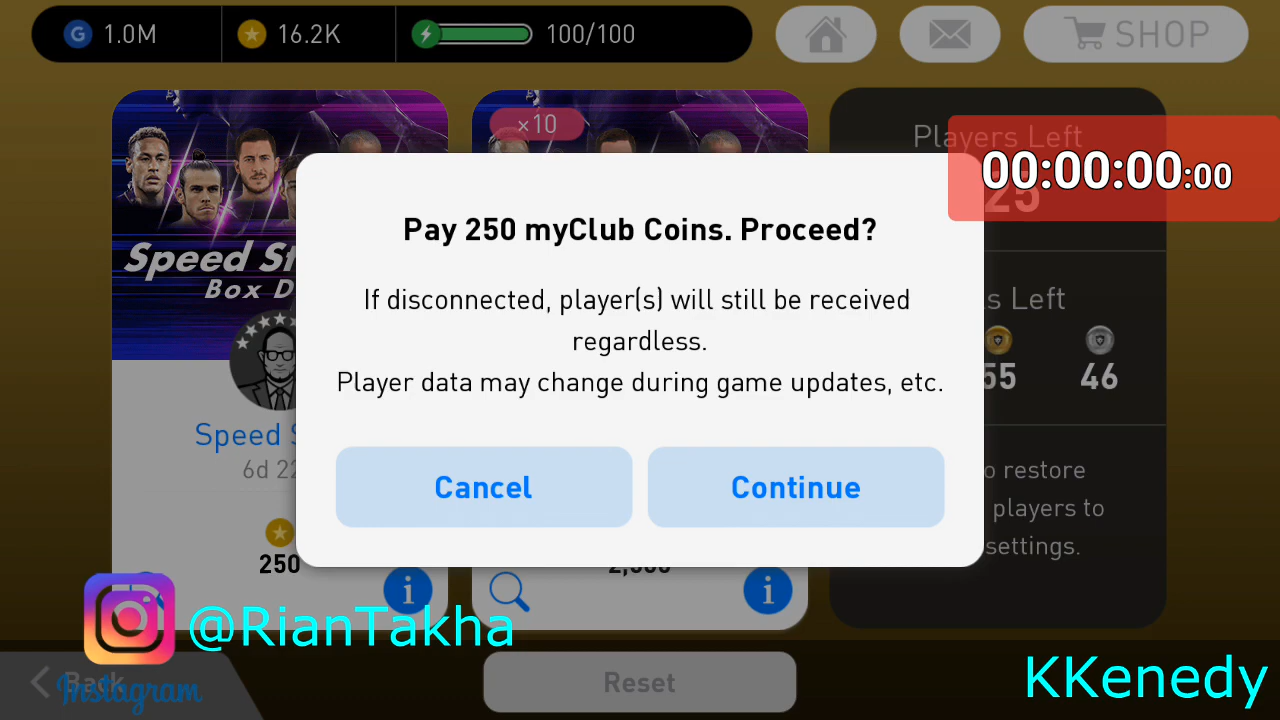 G 1.0M
16.2K
100/100
SHOP
×10
Players Left
25
00:00:00:00
Pay 250 myClub Coins. Proceed?
If disconnected, player(s) will still be received
regardless.
Player data may change during game updates, etc.
Cancel
Continue
Speed
Box D
Speed
6d 22
250
s Left
55
46
o restore
players to
settings.
@RianTakha
Instagram
Back
Reset
KKenedy